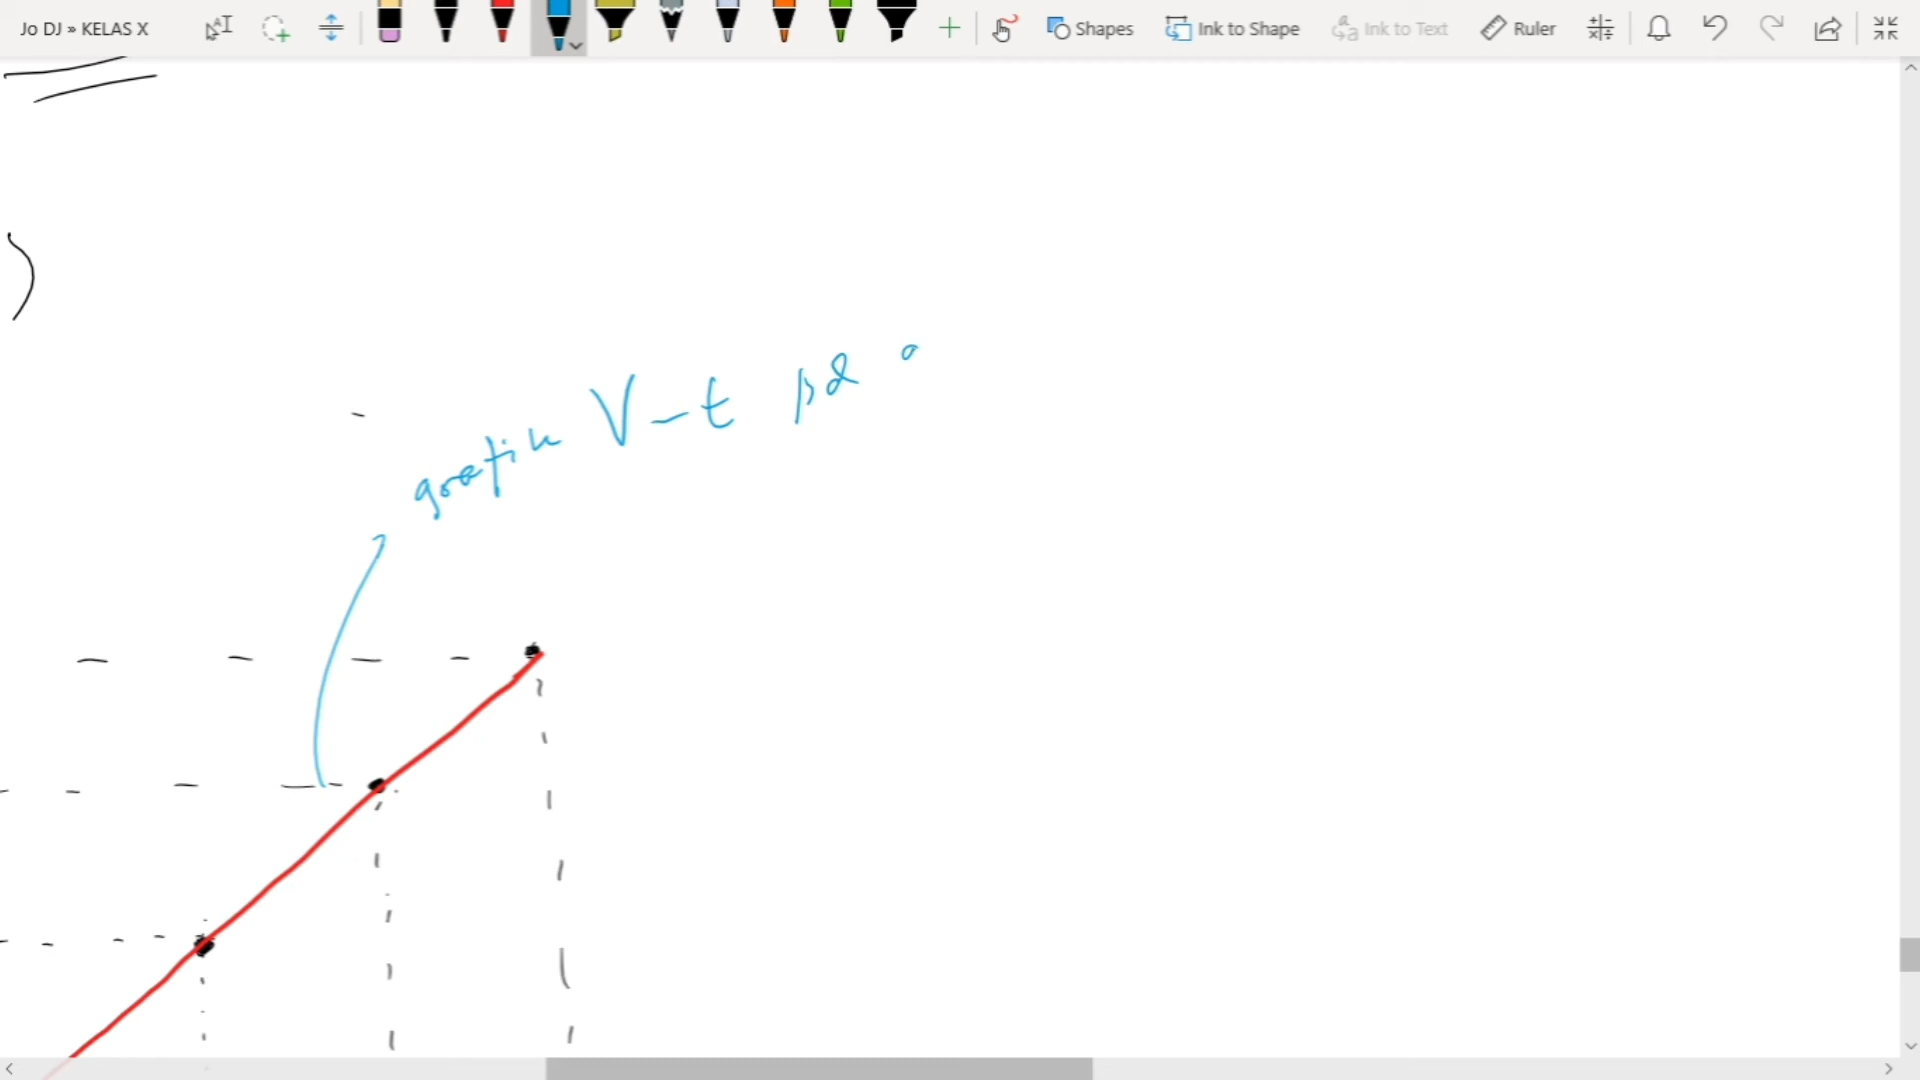 Jo DJ » KELAS X
Shapes
Ink to Shape
Ink to Text
Ruler
grafik V-t pd